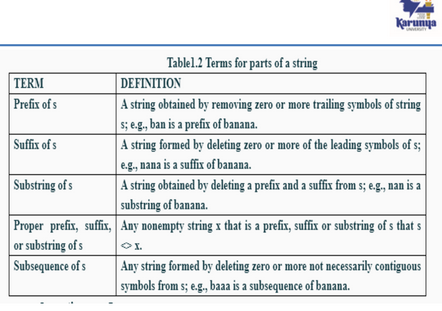 Karunya
UNIVERSITY
Table1.2 Terms for parts of a string
TERM DEFINITION
Prefix of s A string obtained by removing zero or more trailing symbols of string
s; e.g., ban is a prefix of banana.
Suffix of s A string formed by deleting zero or more of the leading symbols of s;
e.g., nana is a suffix of banana.
Substring of s A string obtained by deleting a prefix and a suffix from s; e.g., nan is a
substring of banana.
Proper prefix, suffix, Any nonempty string x that is a prefix, suffix or substring of s that s
or substring of s <> x.
Subsequence of s Any string formed by deleting zero or more not necessarily contiguous
symbols from s; e.g., baaa is a subsequence of banana.